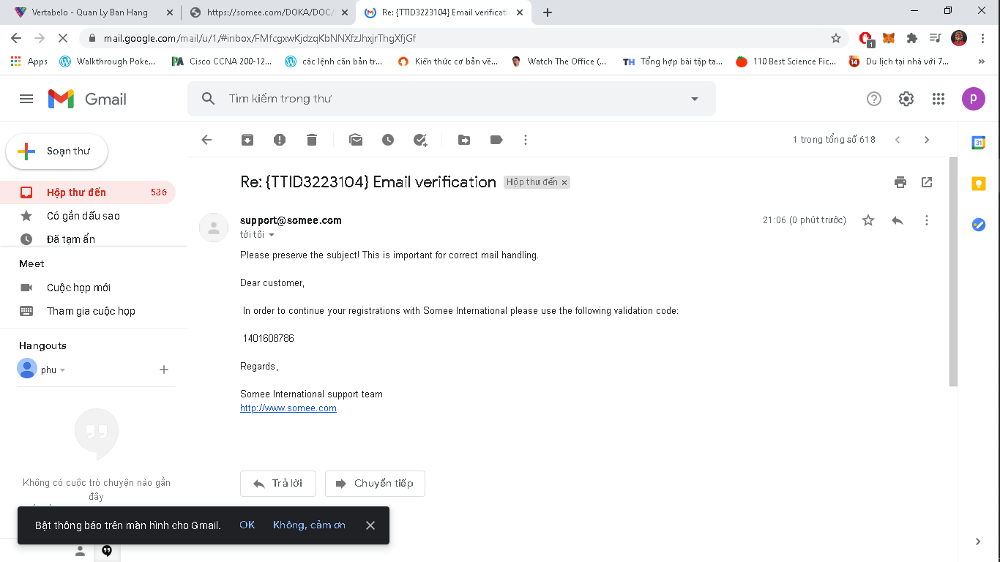 Vertabelo - Quan Ly Ban Hang
https://somee.com/DOKA/DOC/
Re: {TTID3223104} Email verificati
mail.google.com/mail/u/1/#inbox/FMfcgxwKjdzqKbNNXfzJhxjrThgXfjGf
1
Apps
Walkthrough Poke...
PA
Cisco CCNA 200-12...
các lệnh căn bản tr...
Kiến thức cơ bản về...
Watch The Office (...
TH
Tổng hợp bài tập ta...
110 Best Science Fic...
14
Du lịch tại nhà với 7...
»
Gmail
Tìm kiếm trong thư
p
Soạn thư
1 trong tổng số 618
31
Hộp thư đến
536
Có gắn dấu sao
Đã tạm ẩn
Meet
Cuộc họp mới
Tham gia cuộc họp
Hangouts
phu
Không có cuộc trò chuyện nào gần
đây
Re: {TTID3223104} Email verification
Hộp thư đến
support@somee.com
21:06 (0 phút trước)
tới tôi
Please preserve the subject! This is important for correct mail handling.
Dear customer,
In order to continue your registrations with Somee International please use the following validation code:
1401608786
Regards,
Somee International support team
http://www.somee.com
Trả lời
Chuyển tiếp
Bật thông báo trên màn hình cho Gmail.
OK
Không, cảm ơn